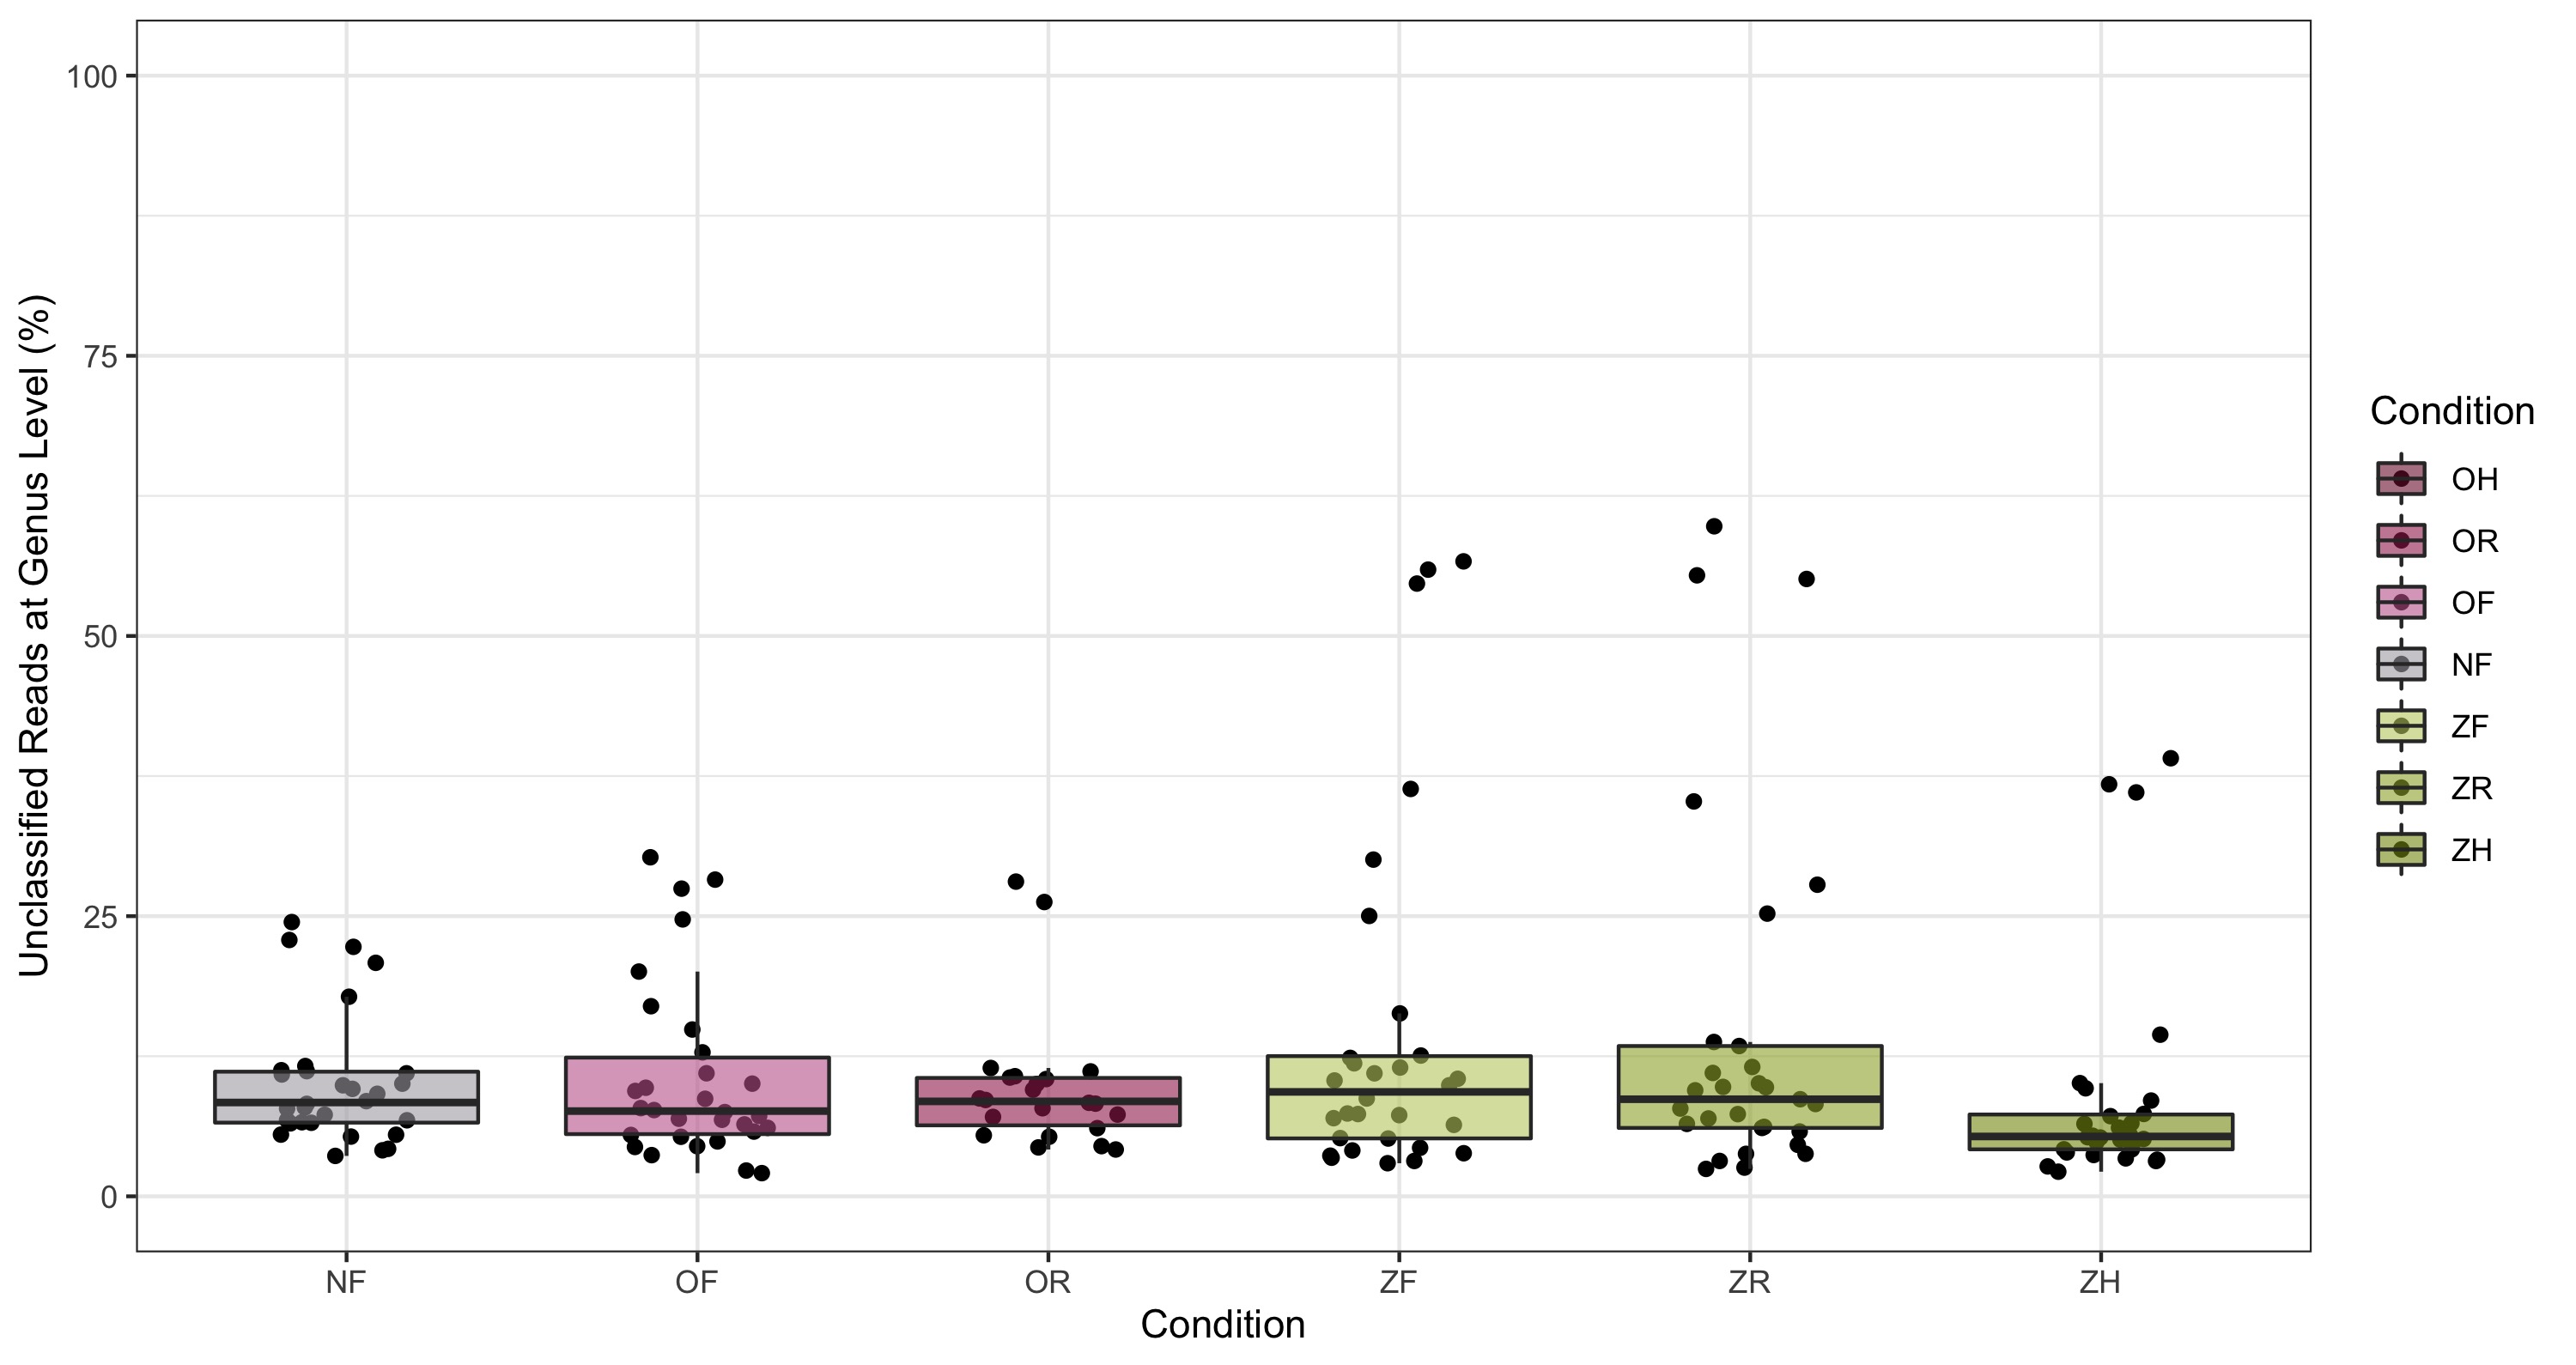 Unclassified Reads at Genus Level (%)
100
75
50
25
0
NF OF OR ZF ZR ZH
Condition
Condition
OH
OR
OF
NF
ZF
ZR
ZH